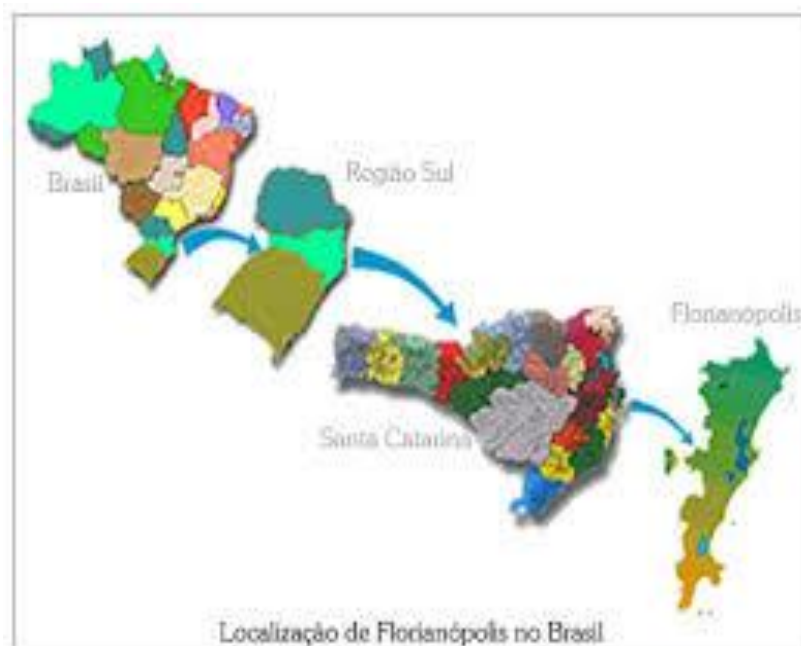 Brasil
Região Sul
Florianópolis
Santa Catarina
Localização de Florianópolis no Brasil